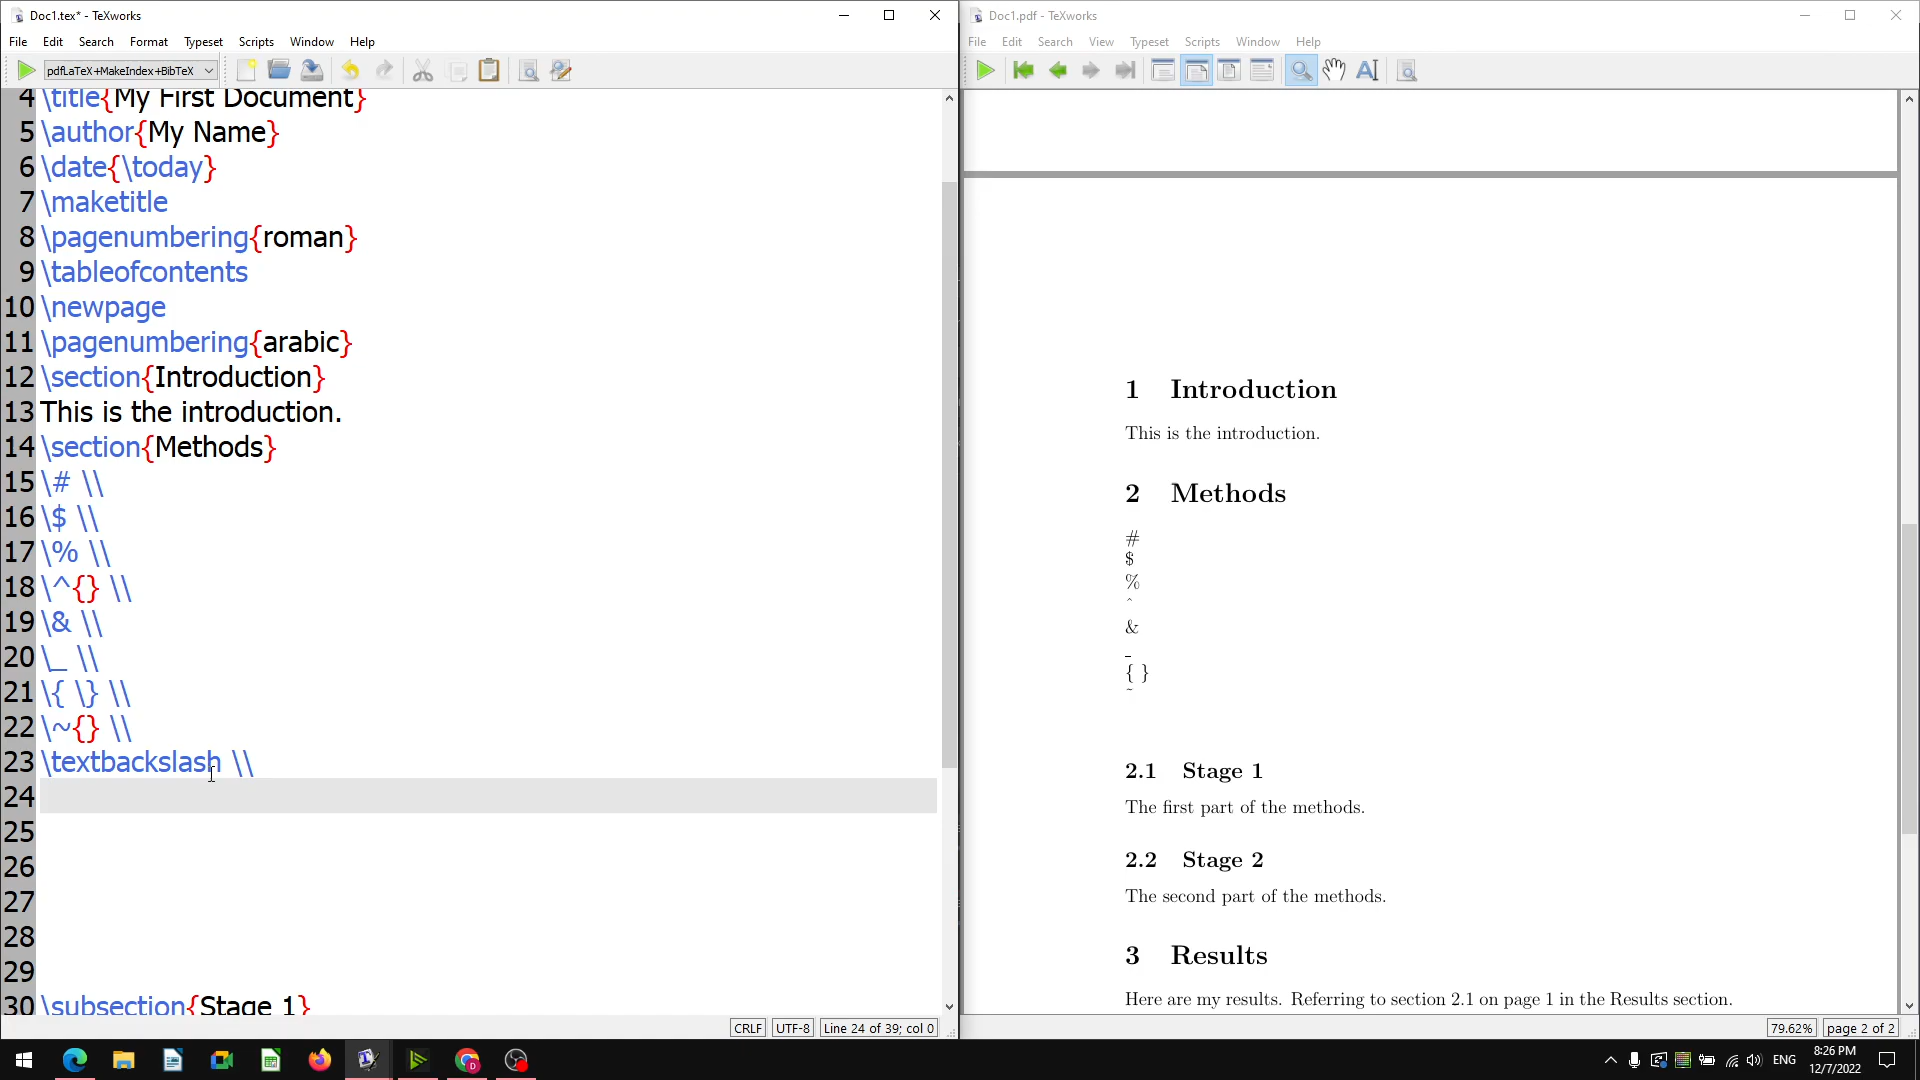 Doc1.tex* - TeXworks
File Edit Search Format Typeset Scripts Window Help
pdfLaTeX+MakeIndex+BibTeX
4 \title{My First Document}
5 \author{My Name}
6 \date{\today}
7 \maketitle
8 \pagenumbering{roman}
9 \tableofcontents
10 \newpage
11 \pagenumbering{arabic}
12 \section{Introduction}
13 This is the introduction.
14 \section{Methods}
15 \# \\
16 \$ \\
17 \% \\
18 \^{} \\
19 \& \\
20 \_ \\
21 \{ \} \\
22 \~{} \\
23 \textbackslash \\
24
25
26
27
28
29
30 \subsection{Stage 1}
CRLF UTF-8 Line 24 of 39; col 0
Doc1.pdf - TeXworks
File Edit Search View Typeset Scripts Window Help
1 Introduction
This is the introduction.
2 Methods
#
$
%
^
&
_
{ }
~
2.1 Stage 1
The first part of the methods.
2.2 Stage 2
The second part of the methods.
3 Results
Here are my results. Referring to section 2.1 on page 1 in the Results section.
79.62% page 2 of 2
ENG
8:26 PM
12/7/2022